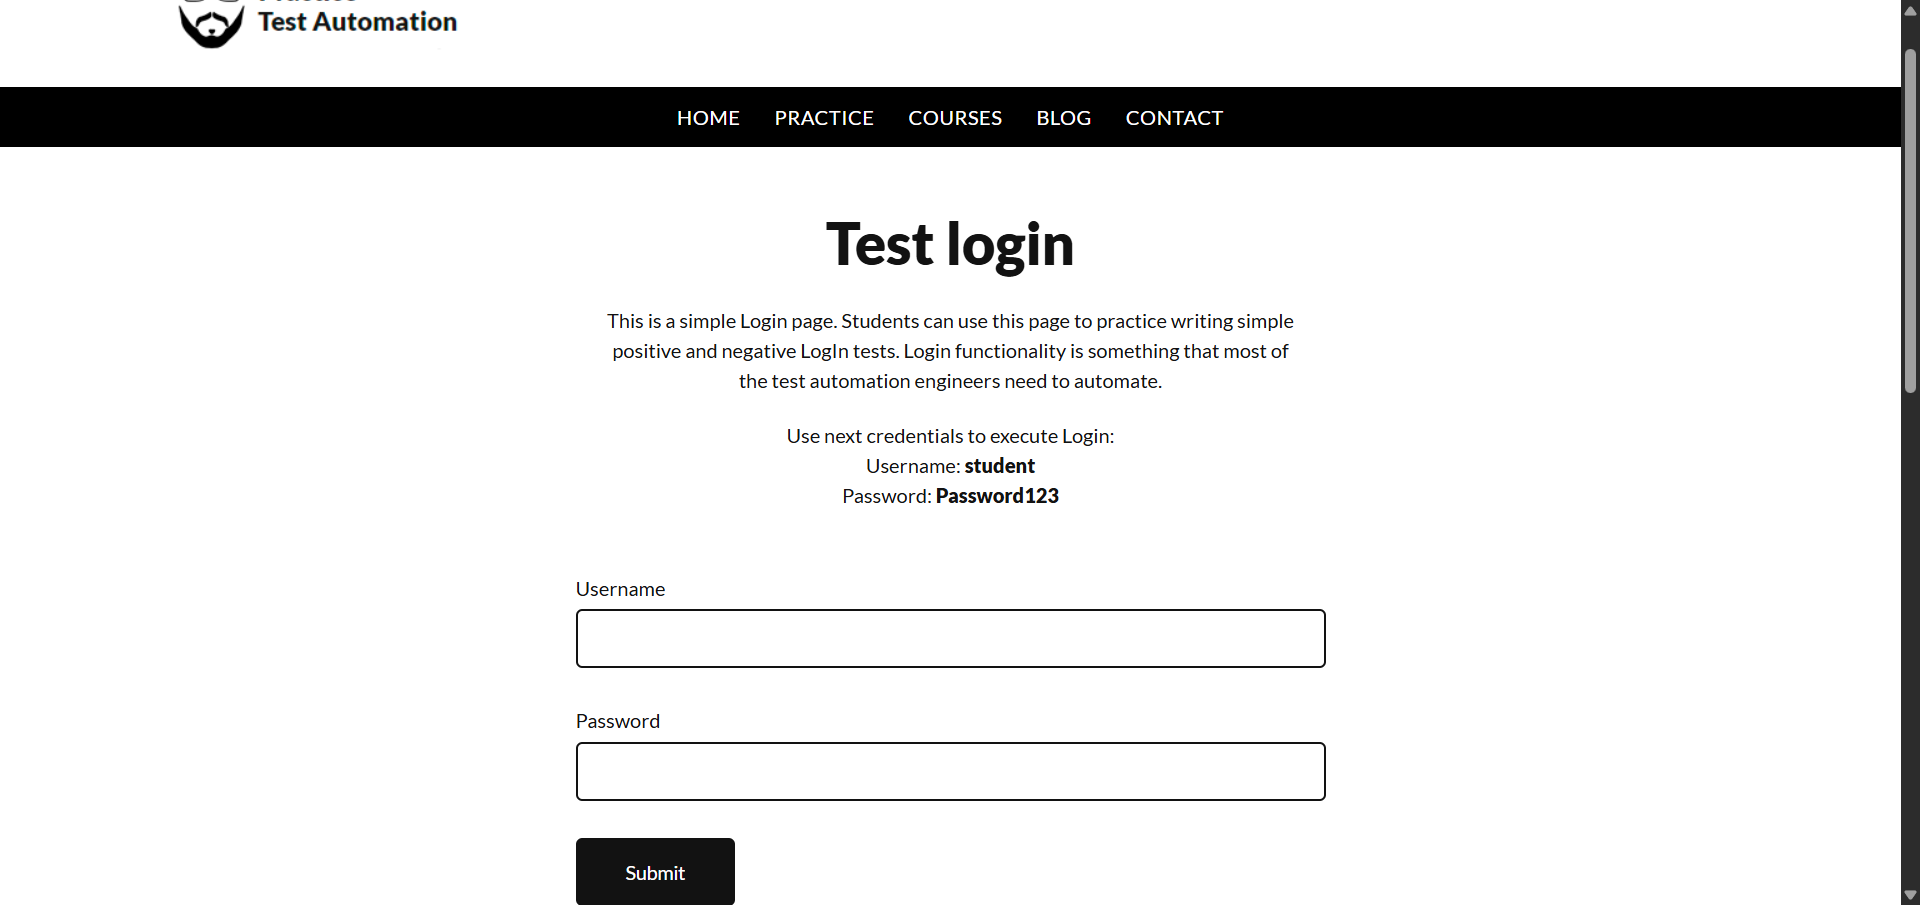 Test Automation
HOME PRACTICE COURSES BLOG CONTACT
Test login
This is a simple Login page. Students can use this page to practice writing simple
positive and negative LogIn tests. Login functionality is something that most of
the test automation engineers need to automate.
Use next credentials to execute Login:
Username: student
Password: Password123
Username
Password
Submit